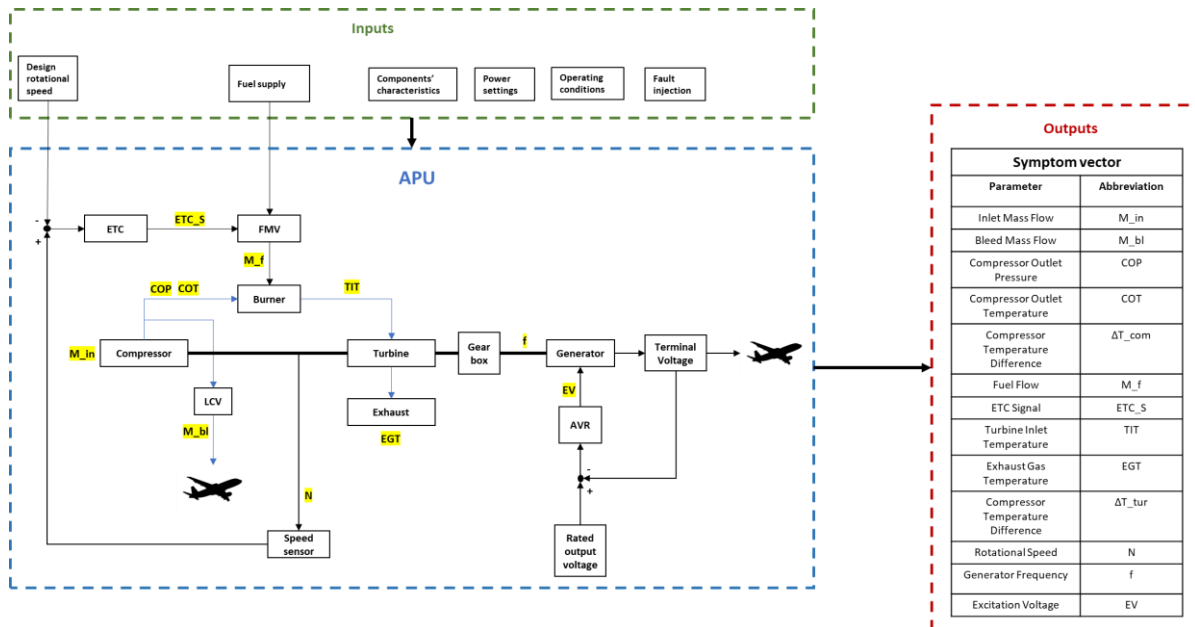 Inputs
Design
rotational
speed
Fuel supply
Components'
characteristics
Power
settings
Operating
conditions
Fault
injection
APU
-
+
ETC
ETC_S
FMV
M_f
COP COT
Burner
TIT
M_in
Compressor
Turbine
Gear
box
f
Generator
Terminal
Voltage
LCV
Exhaust
EV
M_bl
EGT
AVR
-
+
N
Speed
sensor
Rated
output
voltage
Outputs
Symptom vector
Parameter Abbreviation
Inlet Mass Flow M_in
Bleed Mass Flow M_bl
Compressor Outlet COP
Pressure
Compressor Outlet COT
Temperature
Compressor ΔT_com
Temperature
Difference
Fuel Flow M_f
ETC Signal ETC_S
Turbine Inlet TIT
Temperature
Exhaust Gas EGT
Temperature
Compressor ΔT_tur
Temperature
Difference
Rotational Speed N
Generator Frequency f
Excitation Voltage EV